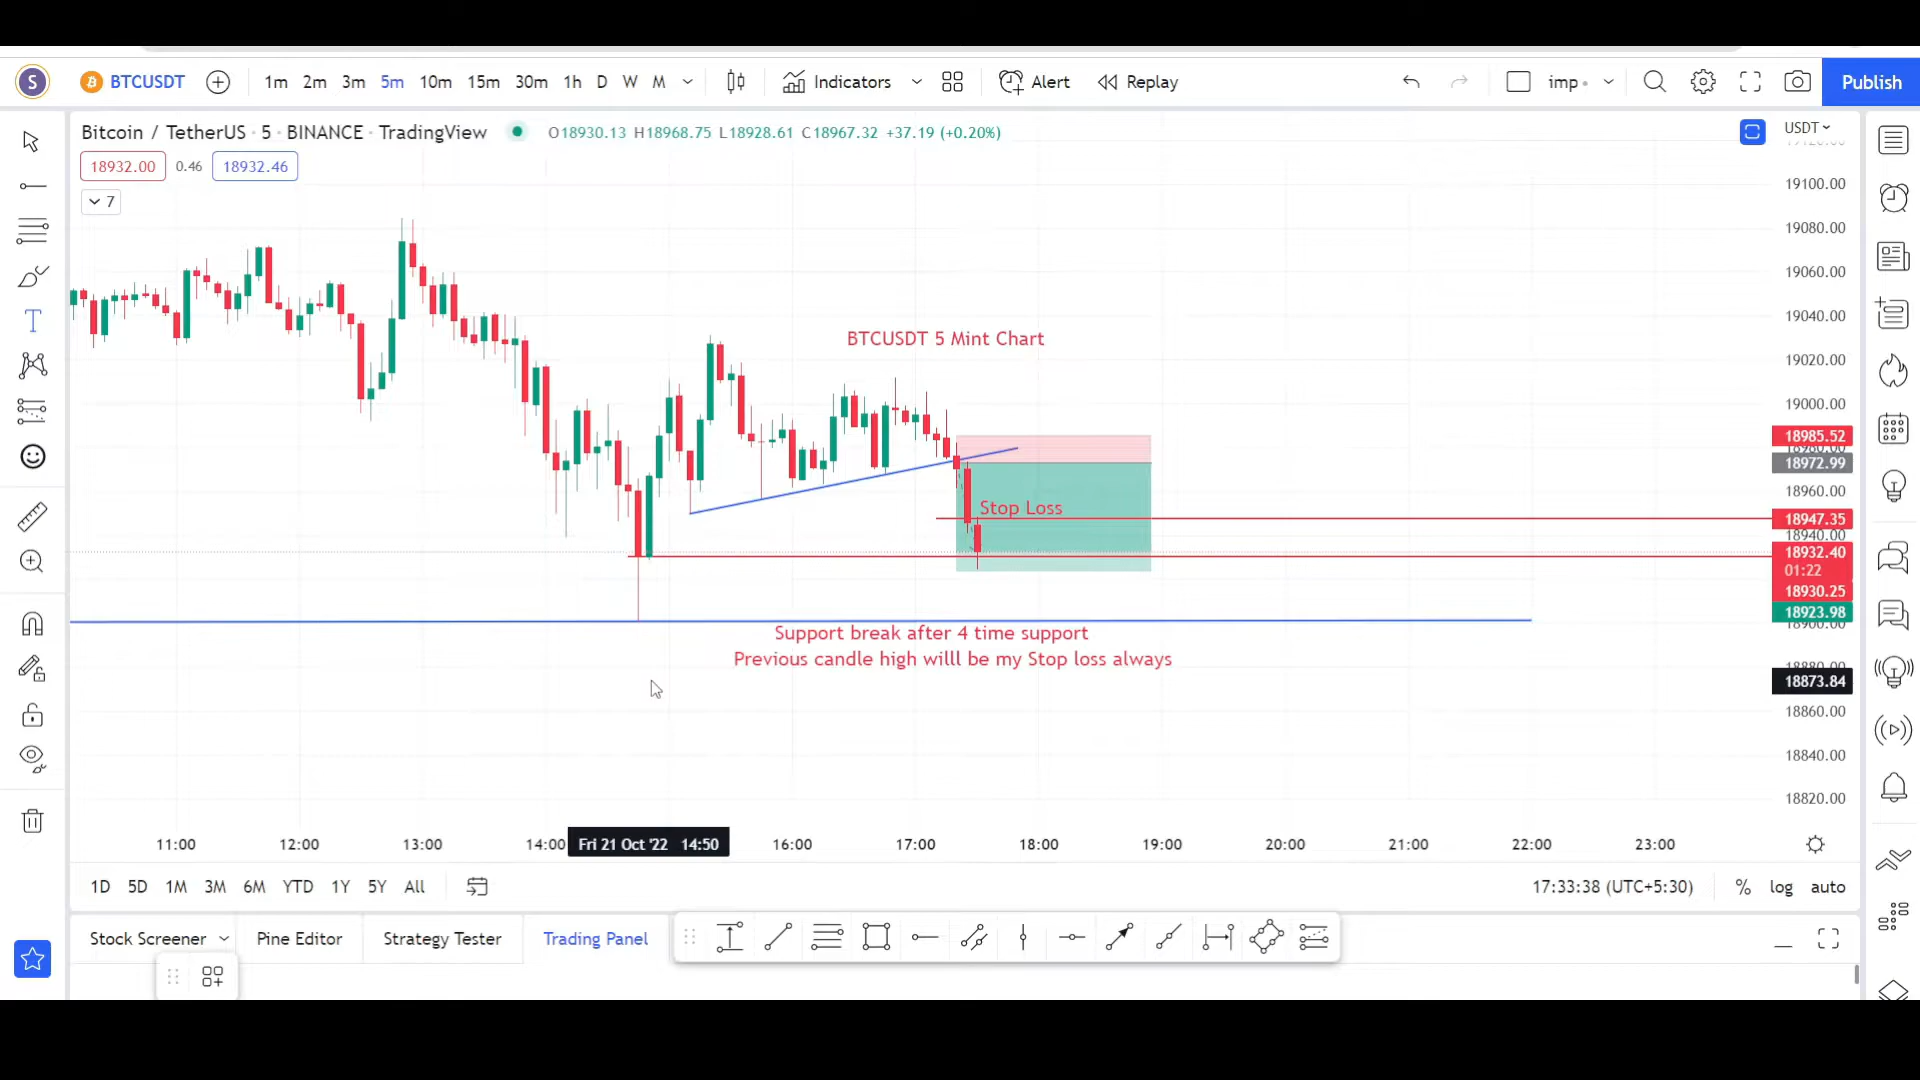 S BTCUSDT 1m 2m 3m 5m 10m 15m 30m 1h D W M Indicators Alert Replay imp Publish
Bitcoin / TetherUS · 5 · BINANCE · TradingView O18930.13 H18968.75 L18928.61 C18967.32 +37.19 (+0.20%) USDT
18932.00 0.46 18932.46
7
19100.00
19080.00
19060.00
19040.00
BTCUSDT 5 Mint Chart
19020.00
19000.00
18985.52
18972.99
18960.00
Stop Loss
18947.35
18940.00
18932.40
01:22
18930.25
18923.98
18900.00
Support break after 4 time support
Previous candle high willl be my Stop loss always
18880.00
18873.84
18860.00
18840.00
18820.00
11:00 12:00 13:00 14:00 Fri 21 Oct '22 14:50 16:00 17:00 18:00 19:00 20:00 21:00 22:00 23:00
1D 5D 1M 3M 6M YTD 1Y 5Y All 17:33:38 (UTC+5:30) % log auto
Stock Screener Pine Editor Strategy Tester Trading Panel